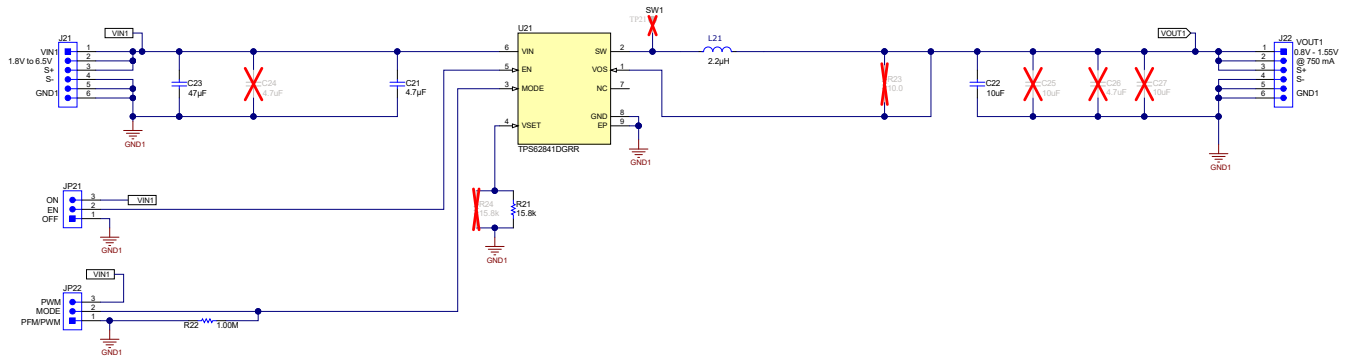 SW1
TP21
J21
VIN1
U21
L21
VOUT1
J22
VIN1
1.8V to 6.5V
S+
S-
GND1
1
2
3
4
5
6
C23
47µF
C24
4.7uF
C21
4.7µF
6
VIN
SW
2
5
EN
VOS
1
3
MODE
NC
7
GND
8
4
VSET
EP
9
TPS62841DGRR
2.2µH
R23
10.0
C22
10uF
C25
10uF
C26
4.7uF
C27
10uF
1
2
3
4
5
6
VOUT1
0.8V - 1.55V
@ 750 mA
S+
S-
GND1
GND1
GND1
GND1
JP21
ON
3
VIN1
EN
2
OFF
1
GND1
R24
15.8k
R21
15.8k
GND1
VIN1
JP22
PWM
3
MODE
2
PFM/PWM
1
R22
1.00M
GND1